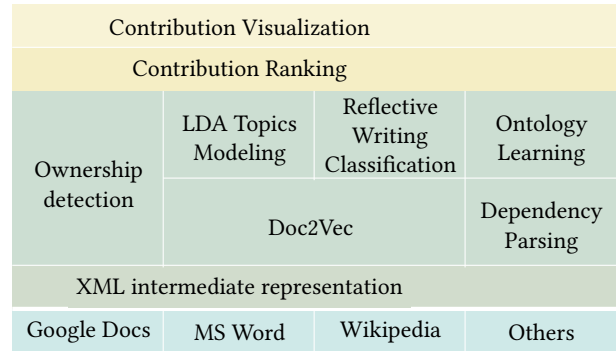 Contribution Visualization
Contribution Ranking
Ownership
detection
LDA Topics
Modeling
Reflective
Writing
Classification
Ontology
Learning
Doc2Vec
Dependency
Parsing
XML intermediate representation
Google Docs
MS Word
Wikipedia
Others